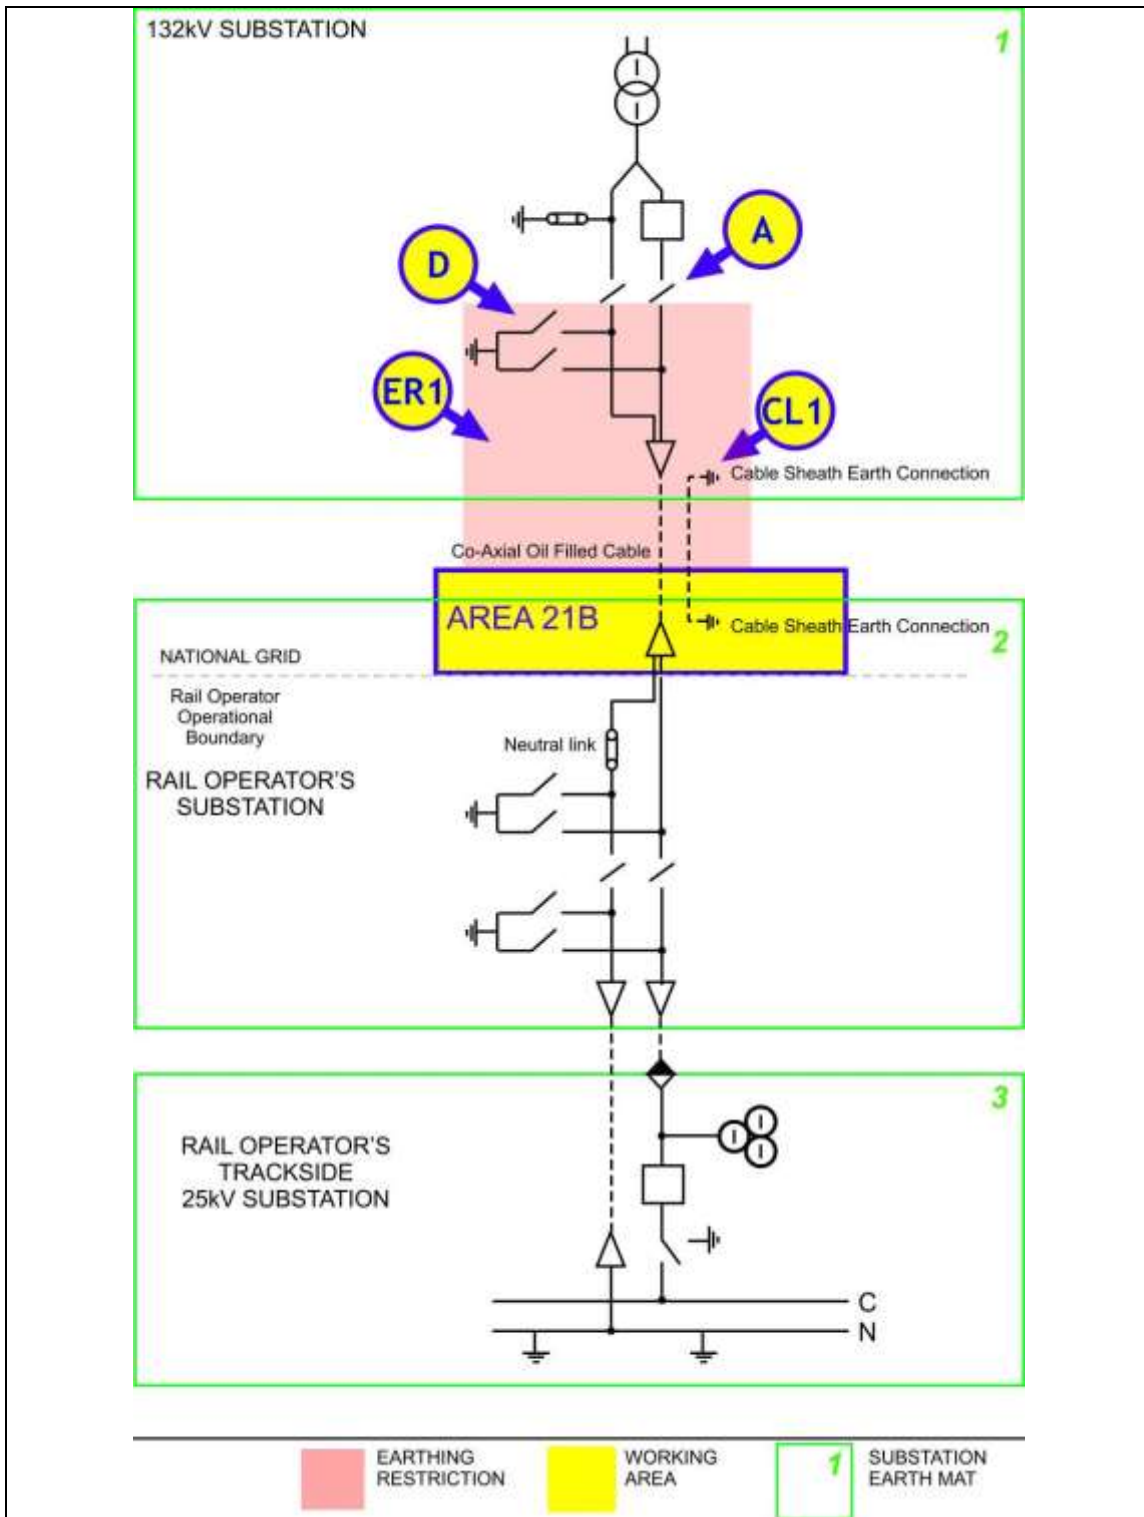 132kV SUBSTATION
1
A
D
ER1
CL1
Cable Sheath Earth Connection
Co-Axial Oil Filled Cable
AREA 21B
Cable Sheath Earth Connection
2
NATIONAL GRID
Rail Operator
Operational
Boundary
Neutral link
RAIL OPERATOR'S
SUBSTATION
3
RAIL OPERATOR'S
TRACKSIDE
25kV SUBSTATION
C
N
EARTHING
RESTRICTION
WORKING
AREA
1
SUBSTATION
EARTH MAT